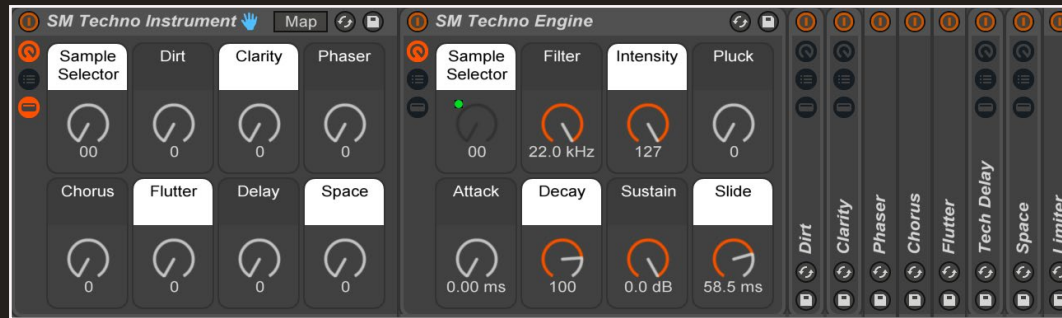 SM Techno Instrument
Map
Sample Selector
Dirt
Clarity
Phaser
00
0
0
0
Chorus
Flutter
Delay
Space
0
0
0
0
SM Techno Engine
Sample Selector
Filter
Intensity
Pluck
00
22.0 kHz
127
0
Attack
Decay
Sustain
Slide
0.00 ms
100
0.0 dB
58.5 ms
Dirt
Clarity
Phaser
Chorus
Flutter
Tech Delay
Space
Limiter